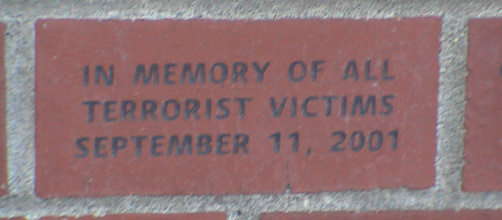 IN MEMORY OF ALL
TERRORIST VICTIMS
SEPTEMBER 11, 2001